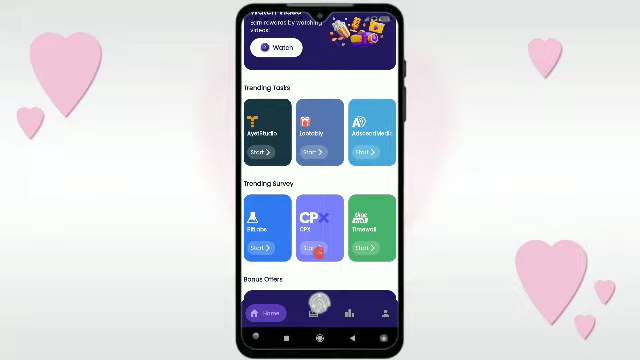 Watch Video
Earn rewards by watching
videos!
Watch
Trending Tasks
AyetStudio
Lootably
AdscendMedia
Start
Start
Start
Trending Survey
CPX
BitLabs
CPX
Timewall
Start
Start
Start
Bonus Offers
Home